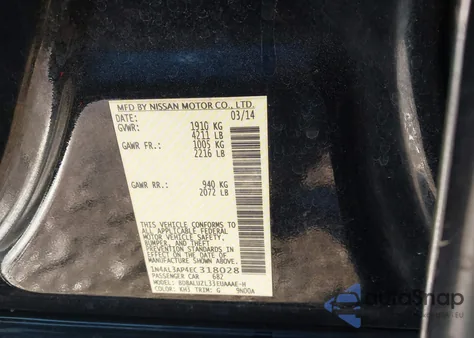 MFD BY NISSAN MOTOR CO., LTD.
DATE: 03/14
GVWR: 1910 KG
4211 LB
GAWR FR.: 1005 KG
2216 LB
GAWR RR.: 940 KG
2072 LB
THIS VEHICLE CONFORMS TO
ALL APPLICABLE FEDERAL
MOTOR VEHICLE SAFETY,
BUMPER, AND THEFT
PREVENTION STANDARDS IN
EFFECT ON THE DATE OF
MANUFACTURE SHOWN ABOVE.
1N4AL3AP4EC318028
PASSENGER CAR 682
MODEL: BDBALUZL33EUAAAE-H
COLOR: KH3 TRIM: G 9N00A
AutoSnap
www.autosnap